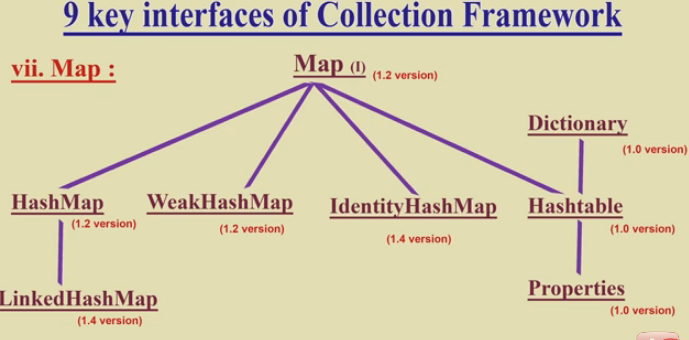 9 key interfaces of Collection Framework
vii. Map :
Map (I) (1.2 version)
Dictionary
(1.0 version)
HashMap
(1.2 version)
WeakHashMap
(1.2 version)
IdentityHashMap
(1.4 version)
Hashtable
(1.0 version)
LinkedHashMap
(1.4 version)
Properties
(1.0 version)